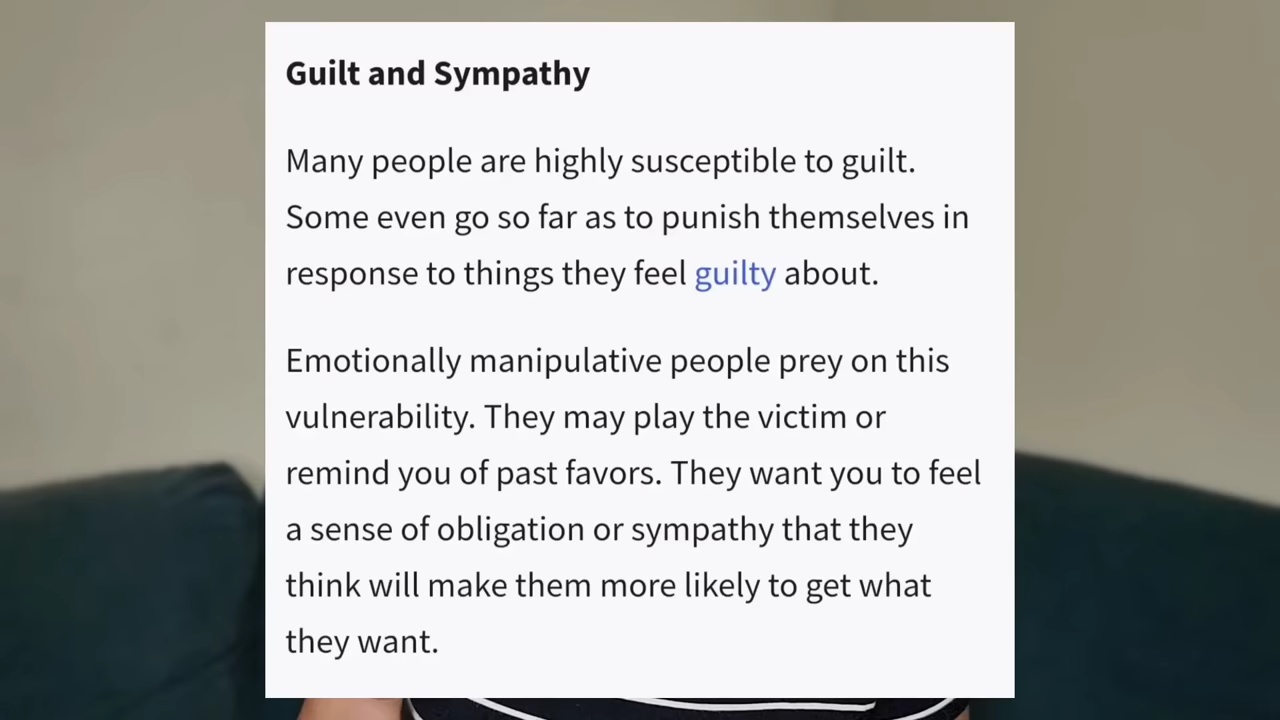 Guilt and Sympathy
Many people are highly susceptible to guilt.
Some even go so far as to punish themselves in
response to things they feel guilty about.
Emotionally manipulative people prey on this
vulnerability. They may play the victim or
remind you of past favors. They want you to feel
a sense of obligation or sympathy that they
think will make them more likely to get what
they want.